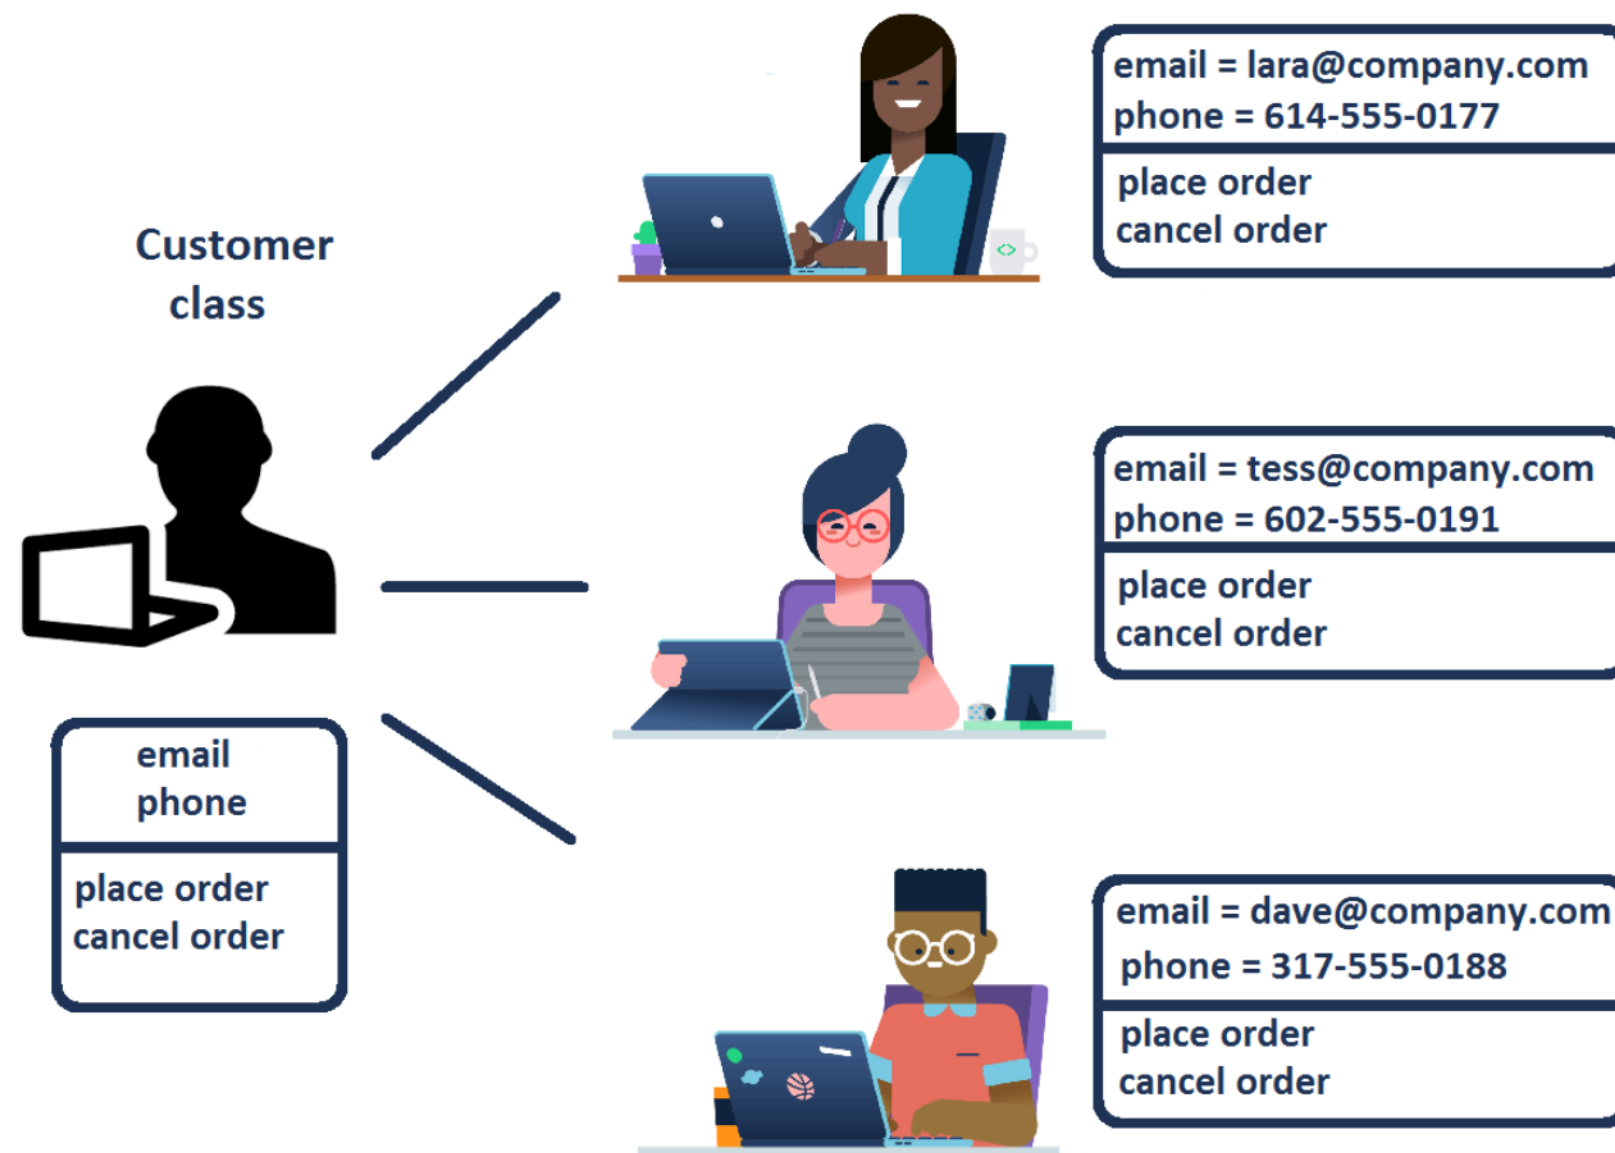 Customer
class
email
phone
place order
cancel order
email = lara@company.com
phone = 614-555-0177
place order
cancel order
email = tess@company.com
phone = 602-555-0191
place order
cancel order
email = dave@company.com
phone = 317-555-0188
place order
cancel order
<>